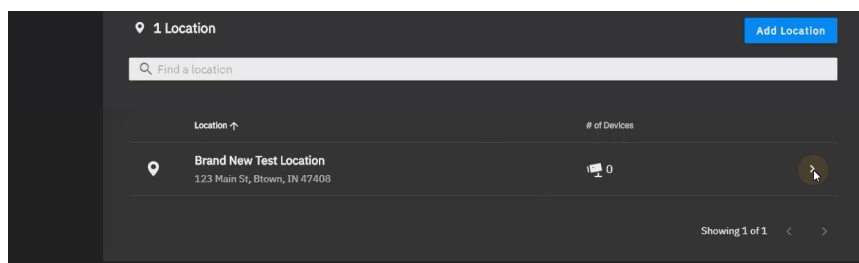 1 Location
Add Location
Find a location
Location
# of Devices
Brand New Test Location
0
123 Main St, Btown, IN 47408
Showing 1 of 1